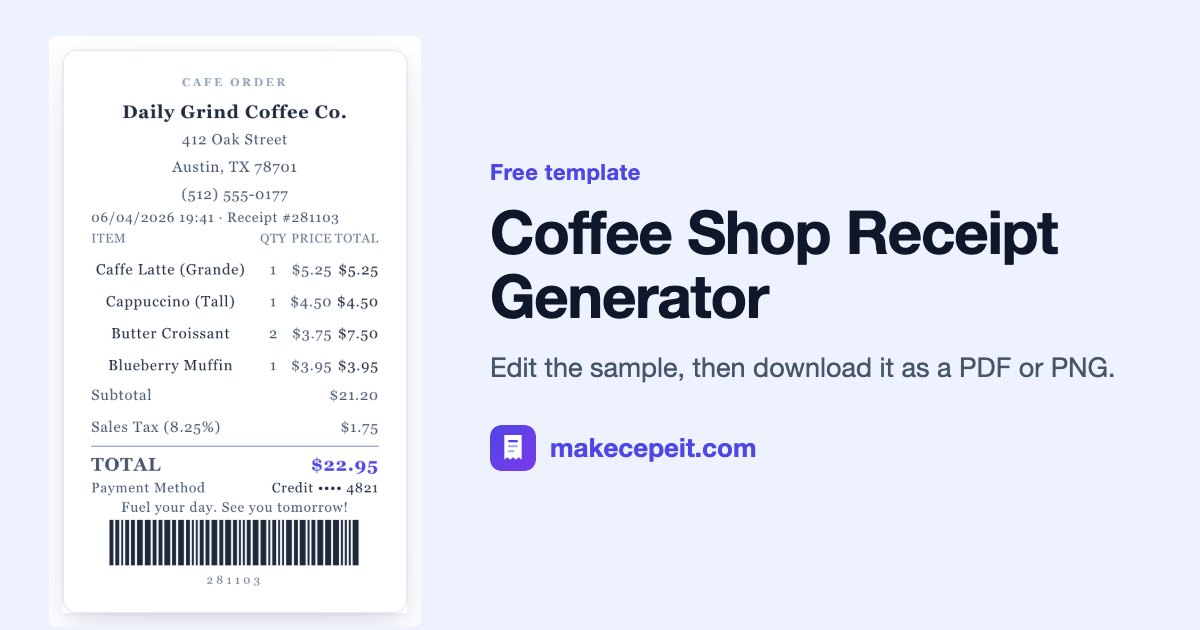 CAFE ORDER
Daily Grind Coffee Co.
412 Oak Street
Austin, TX 78701
(512) 555-0177
06/04/2026 19:41 · Receipt #281103
ITEM QTY PRICE TOTAL
Caffe Latte (Grande) 1 $5.25 $5.25
Cappuccino (Tall) 1 $4.50 $4.50
Butter Croissant 2 $3.75 $7.50
Blueberry Muffin 1 $3.95 $3.95
Subtotal $21.20
Sales Tax (8.25%) $1.75
TOTAL $22.95
Payment Method Credit •••• 4821
Fuel your day. See you tomorrow!
281103
Free template
Coffee Shop Receipt
Generator
Edit the sample, then download it as a PDF or PNG.
makecepeit.com